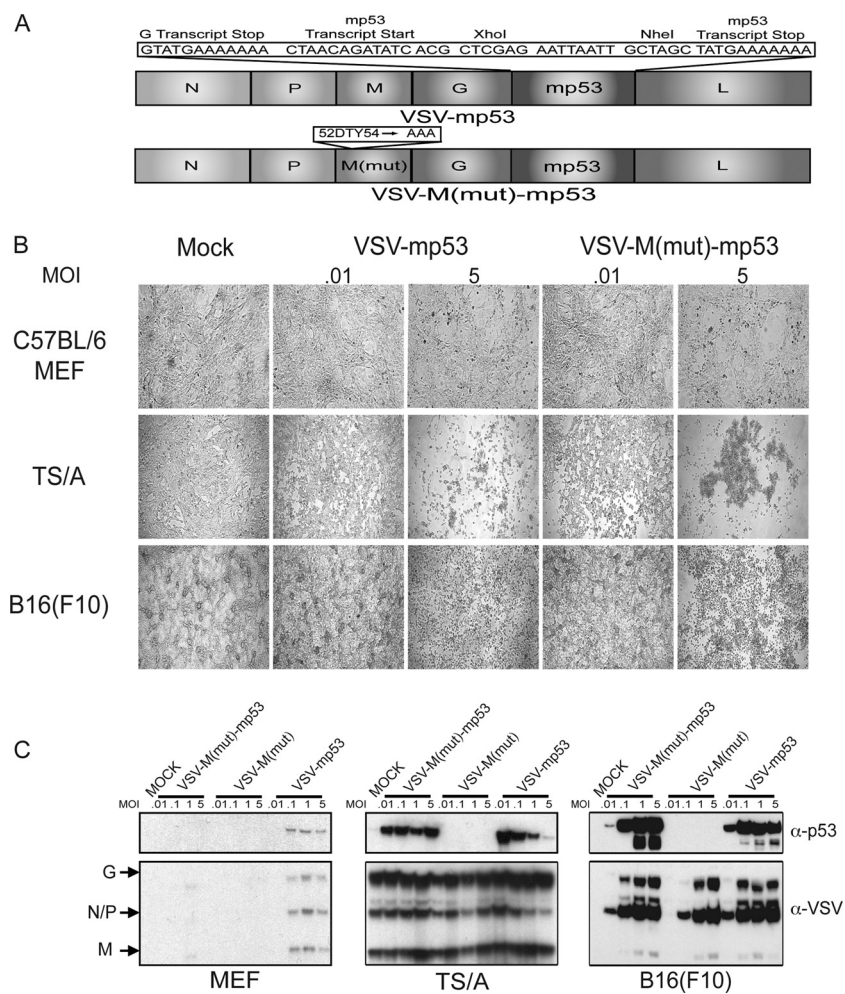 A
mp53 mp53
G Transcript Stop Transcript Start XhoI NheI Transcript Stop
GTATGAAAAAAA CTAACAGATATC ACG CTCGAG AATTAATT GCTAGC TATGAAAAAAA
N P M G mp53 L
VSV-mp53
52DTY54→ AAA
N P M(mut) G mp53 L
VSV-M(mut)-mp53
B
Mock VSV-mp53 VSV-M(mut)-mp53
MOI .01 5 .01 5
C57BL/6
MEF
TS/A
B16(F10)
C
MOCK VSV-M(mut)-mp53 VSV-M(mut) VSV-mp53 MOCK VSV-M(mut)-mp53 VSV-M(mut) VSV-mp53 MOCK VSV-M(mut)-mp53 VSV-M(mut) VSV-mp53
MOI .01 .1 1 5 .01 .1 1 5 .01 .1 1 5 MOI .01 .1 1 5 .01 .1 1 5 .01 .1 1 5 MOI .01 .1 1 5 .01 .1 1 5 .01 .1 1 5
α-p53
G
N/P α-VSV
M
MEF TS/A B16(F10)